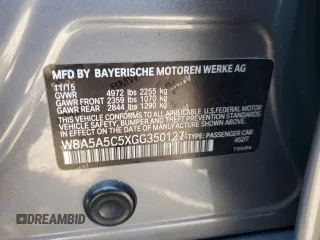 MFD BY BAYERISCHE MOTOREN WERKE AG
11/15
GVWR 4972 lbs 2255 kg
GAWR FRONT 2359 lbs 1070 kg
GAWR REAR 2844 lbs 1290 kg
THIS VEHICLE CONFORMS TO ALL APPLICABLE
U.S. FEDERAL MOTOR VEHICLE SAFETY, BUMPER,
AND THEFT PREVENTION STANDARDS IN EFFECT
ON THE DATE OF MANUFACTURE SHOWN ABOVE.
WBA5A5C5XGG350127 TYPE: PASSENGER CAR
DREAMBID